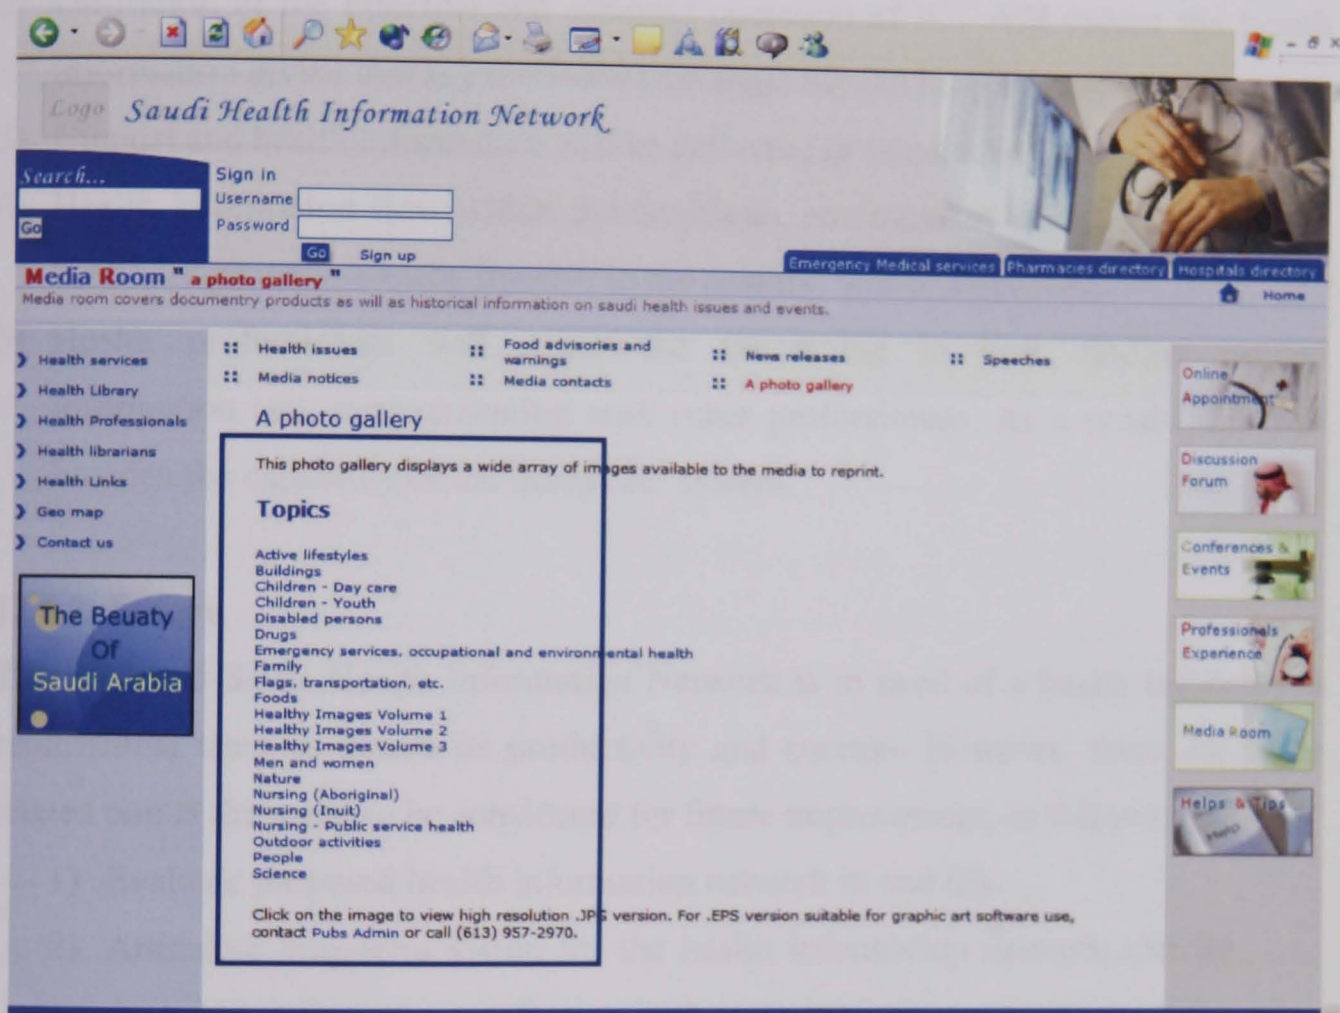 Logo Saudi Health Information Network
Search...
Go
Sign in
Username
Password
Go Sign up
Emergency Medical services Pharmacies directory Hospitals directory
Media Room " a photo gallery "
Media room covers documentry products as will as historical information on saudi health issues and events.
Home
Health services
Health Library
Health Professionals
Health librarians
Health Links
Geo map
Contact us
The Beuaty
Of
Saudi Arabia
Health issues
Food advisories and
warnings
News releases
Speeches
Media notices
Media contacts
A photo gallery
A photo gallery
This photo gallery displays a wide array of images available to the media to reprint.
Topics
Active lifestyles
Buildings
Children - Day care
Children - Youth
Disabled persons
Drugs
Emergency services, occupational and environmental health
Family
Flags, transportation, etc.
Foods
Healthy Images Volume 1
Healthy Images Volume 2
Healthy Images Volume 3
Men and women
Nature
Nursing (Aboriginal)
Nursing (Inuit)
Nursing - Public service health
Outdoor activities
People
Science
Click on the image to view high resolution .JPG version. For .EPS version suitable for graphic art software use,
contact Pubs Admin or call (613) 957-2970.
Online
Appointment
Discussion
Forum
Conferences &
Events
Professionals
Experience
Media Room
Helps & Tips